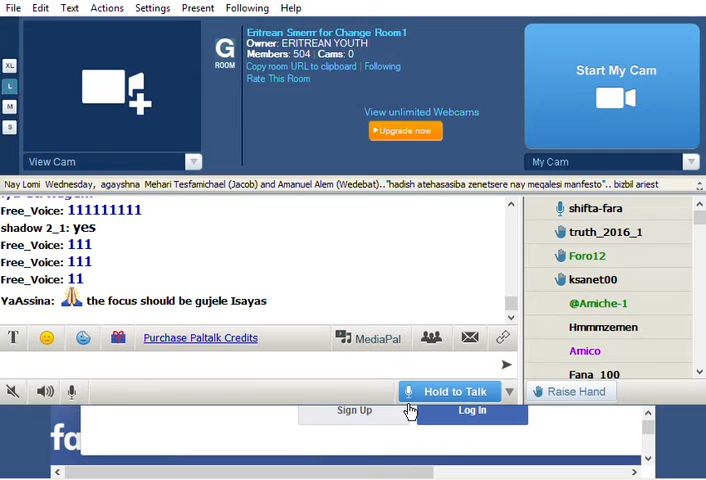 File Edit Text Actions Settings Present Following Help
Eritrean Smerrr for Change Room1
Owner: ERITREAN YOUTH
Members: 504 | Cams: 0
Copy room URL to clipboard | Following
Rate This Room
G
ROOM
XL
L
M
S
View unlimited Webcams
Upgrade now
Start My Cam
View Cam
My Cam
Nay Lomi Wednesday, agayshna Mehari Tesfamichael (Jacob) and Amanuel Alem (Wedebat).."hadish atehasasiba zenetsere nay meqalesi manfesto".. bizbil ariest
Free_Voice: 111111111
shadow 2_1: yes
Free_Voice: 111
Free_Voice: 111
Free_Voice: 11
YaAssina: the focus should be gujele Isayas
shifta-fara
truth_2016_1
Foro12
ksanet00
@Amiche-1
Hmmmzemen
Amico
Fana_100
T
Purchase Paltalk Credits
MediaPal
Hold to Talk
Raise Hand
Sign Up
Log In
fa